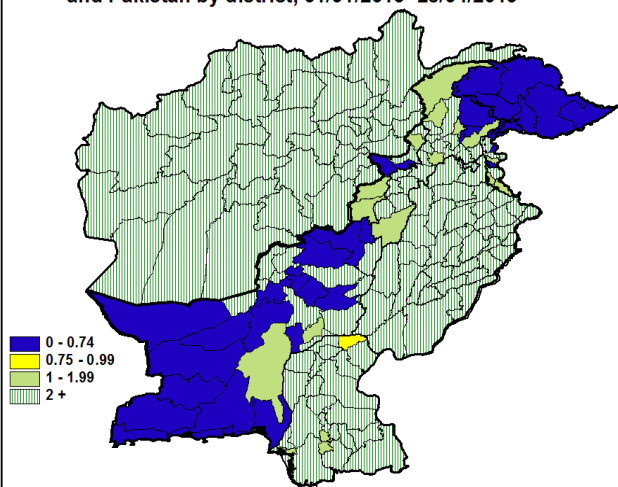 and Pakistan by district,
0 - 0.74
0.75 - 0.99
1 - 1.99
2 +